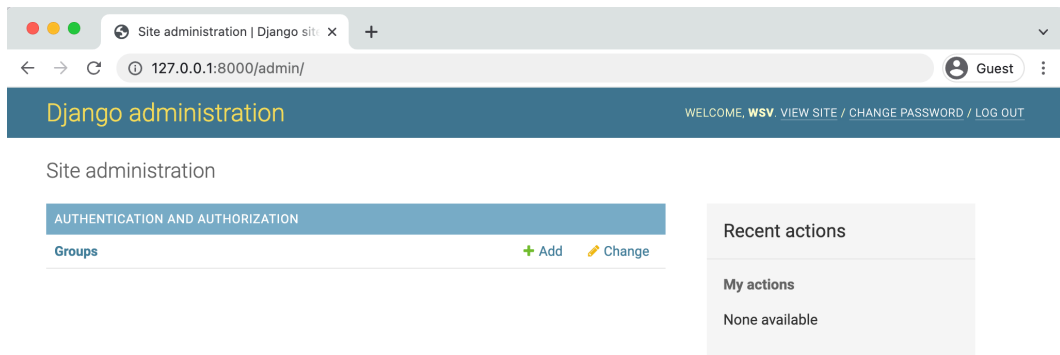 Site administration | Django sit
127.0.0.1:8000/admin/
Guest
Django administration
WELCOME, WSV. VIEW SITE / CHANGE PASSWORD / LOG OUT
Site administration
AUTHENTICATION AND AUTHORIZATION
Groups
Add
Change
Recent actions
My actions
None available